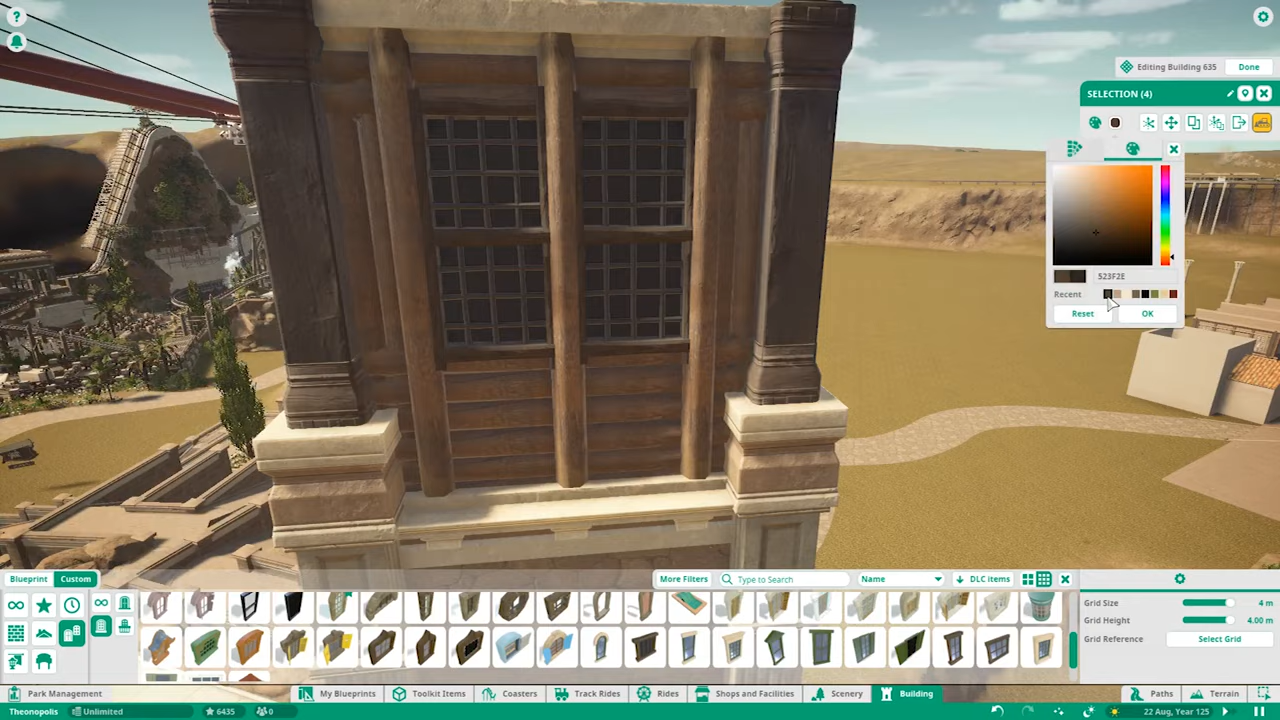 ?
Editing Building 635 Done
SELECTION (4)
523F2E
Recent
Reset OK
Blueprint Custom
More Filters Type to Search Name DLC items
Grid Size 4 m
Grid Height 4.00 m
Grid Reference Select Grid
Park Management My Blueprints Toolkit Items Coasters Track Rides Rides Shops and Facilities Scenery Building Paths Terrain
Theonopolis Unlimited 6435 0 22 Aug, Year 125